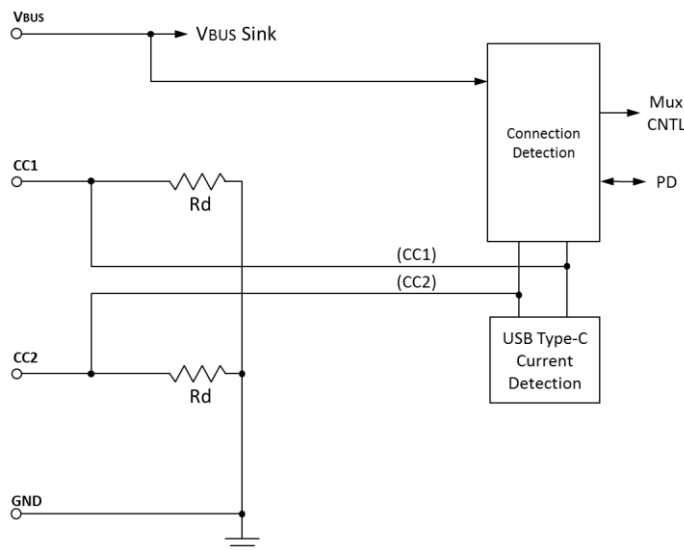 VBUS
VBUS Sink
Connection
Detection
Mux
CNTL
PD
CC1
Rd
(CC1)
(CC2)
USB Type-C
Current
Detection
CC2
Rd
GND